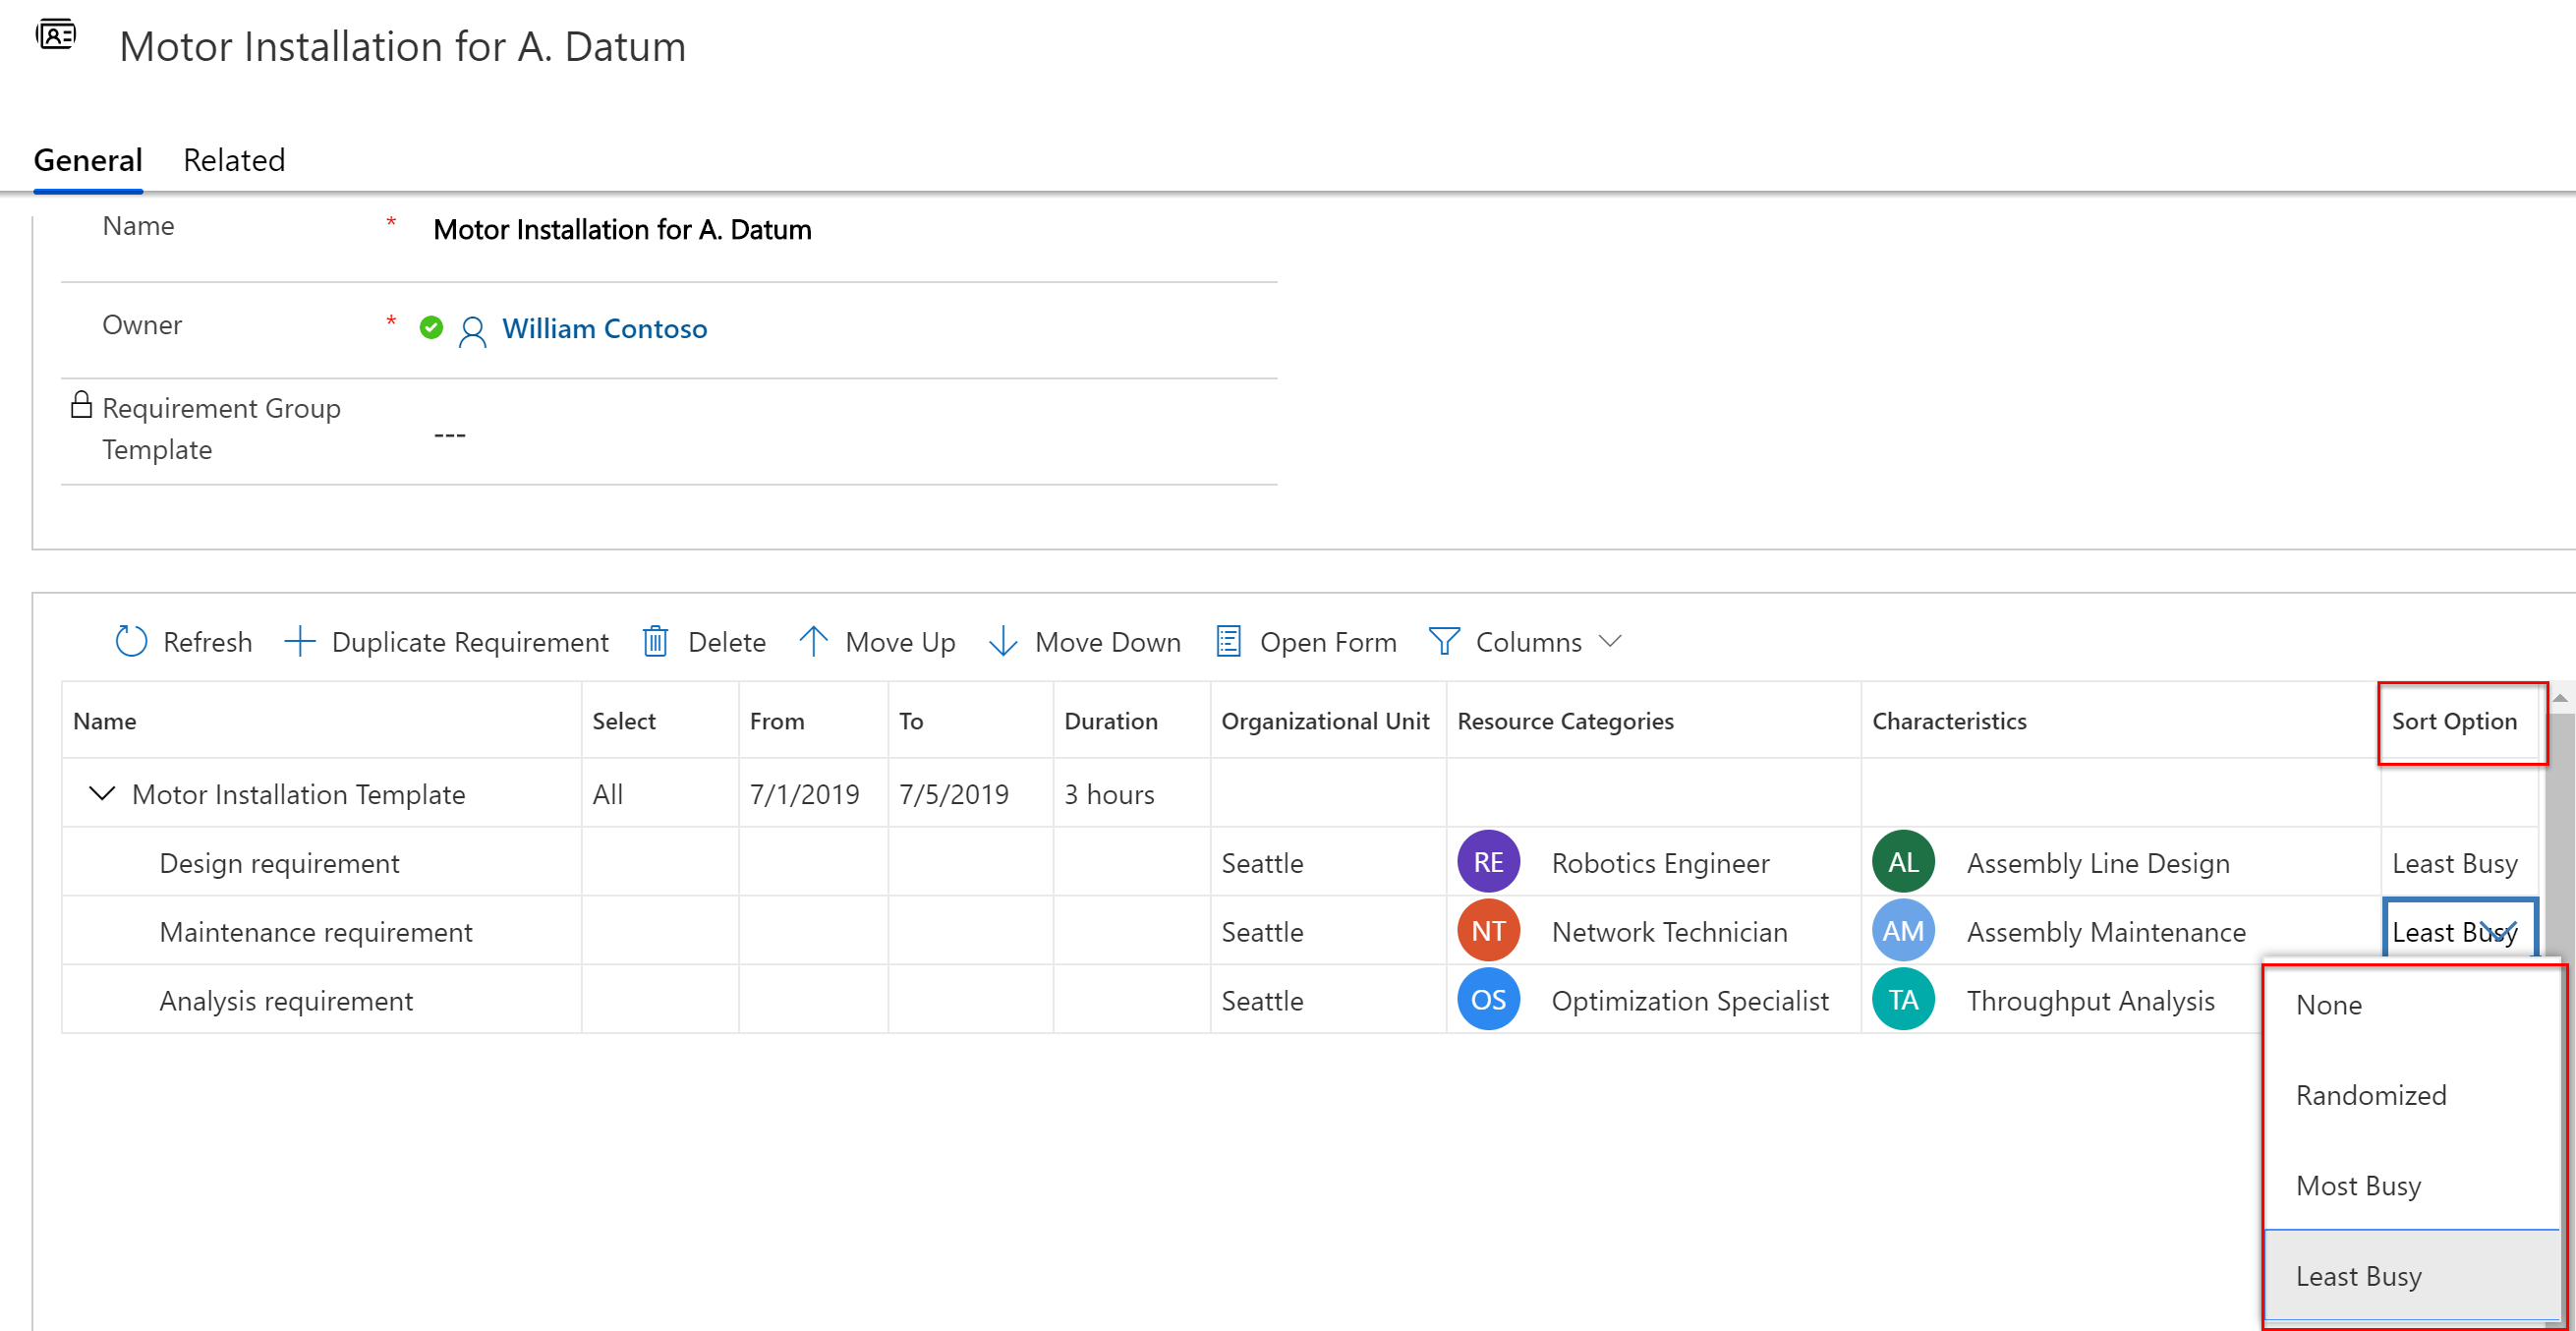 Motor Installation for A. Datum
General Related
Name * Motor Installation for A. Datum
Owner * William Contoso
Requirement Group
Template
---
Refresh Duplicate Requirement Delete Move Up Move Down Open Form Columns
Name Select From To Duration Organizational Unit Resource Categories Characteristics Sort Option
Motor Installation Template All 7/1/2019 7/5/2019 3 hours
Design requirement Seattle RE Robotics Engineer AL Assembly Line Design Least Busy
Maintenance requirement Seattle NT Network Technician AM Assembly Maintenance Least Busy
Analysis requirement Seattle OS Optimization Specialist TA Throughput Analysis
None
Randomized
Most Busy
Least Busy